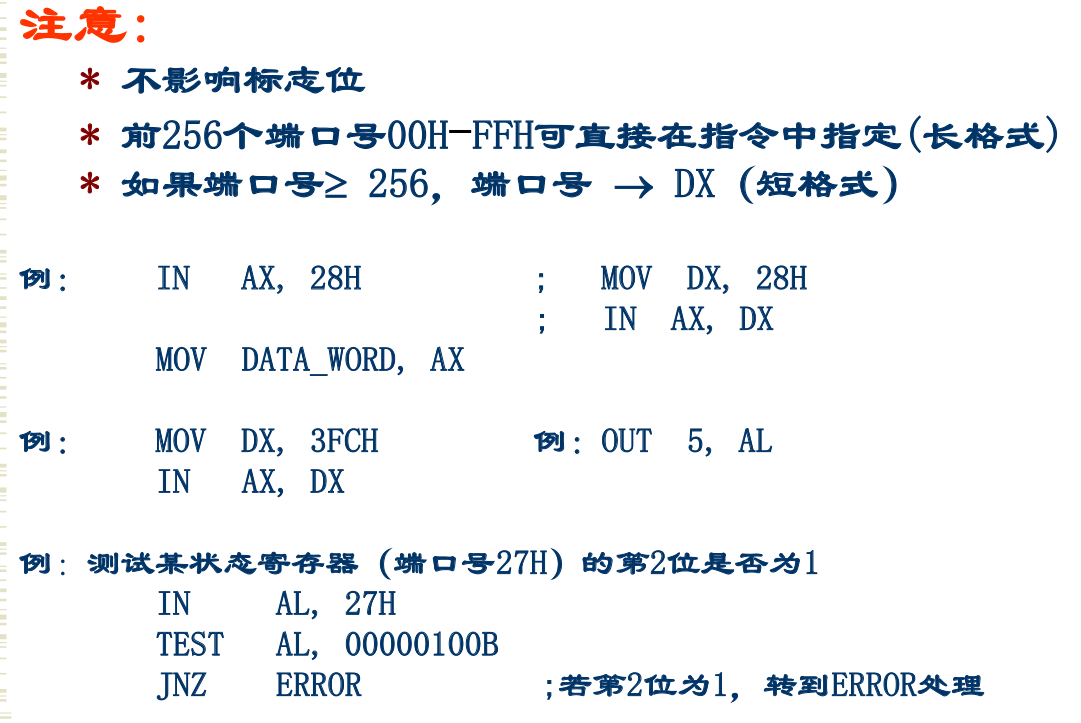 注意：
* 不影响标志位
* 前256个端口号00H-FFH可直接在指令中指定(长格式)
* 如果端口号≥ 256, 端口号 → DX (短格式)
例： IN AX, 28H ; MOV DX, 28H
; IN AX, DX
MOV DATA_WORD, AX
例： MOV DX, 3FCH 例：OUT 5, AL
IN AX, DX
例：测试某状态寄存器（端口号27H）的第2位是否为1
IN AL, 27H
TEST AL, 00000100B
JNZ ERROR ;若第2位为1, 转到ERROR处理